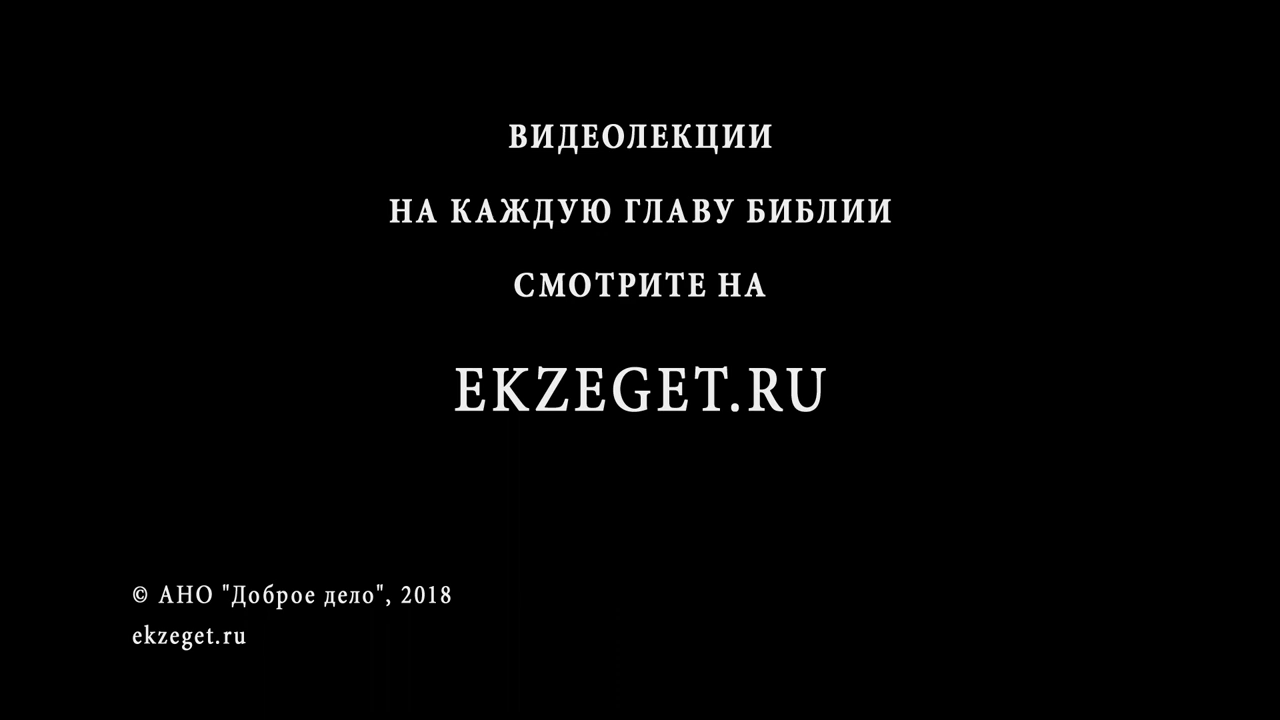 ВИДЕОЛЕКЦИИ
НА КАЖДУЮ ГЛАВУ БИБЛИИ
СМОТРИТЕ НА
EKZEGET.RU
© АНО "Доброе дело", 2018
ekzeget.ru